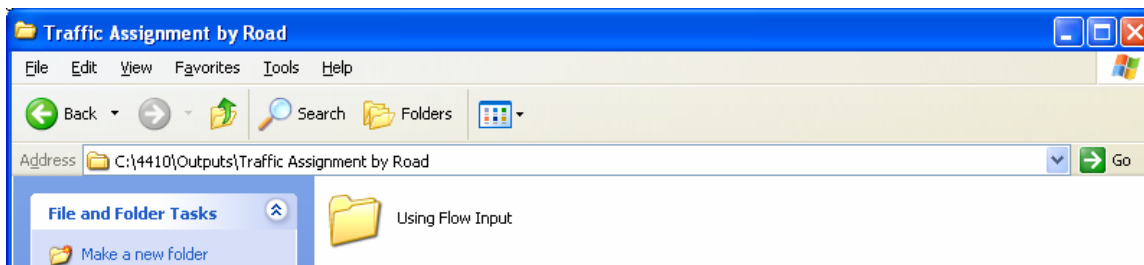 Traffic Assignment by Road
File Edit View Favorites Tools Help
Back Search Folders
Address C:\4410\Outputs\Traffic Assignment by Road Go
File and Folder Tasks
Using Flow Input
Make a new folder